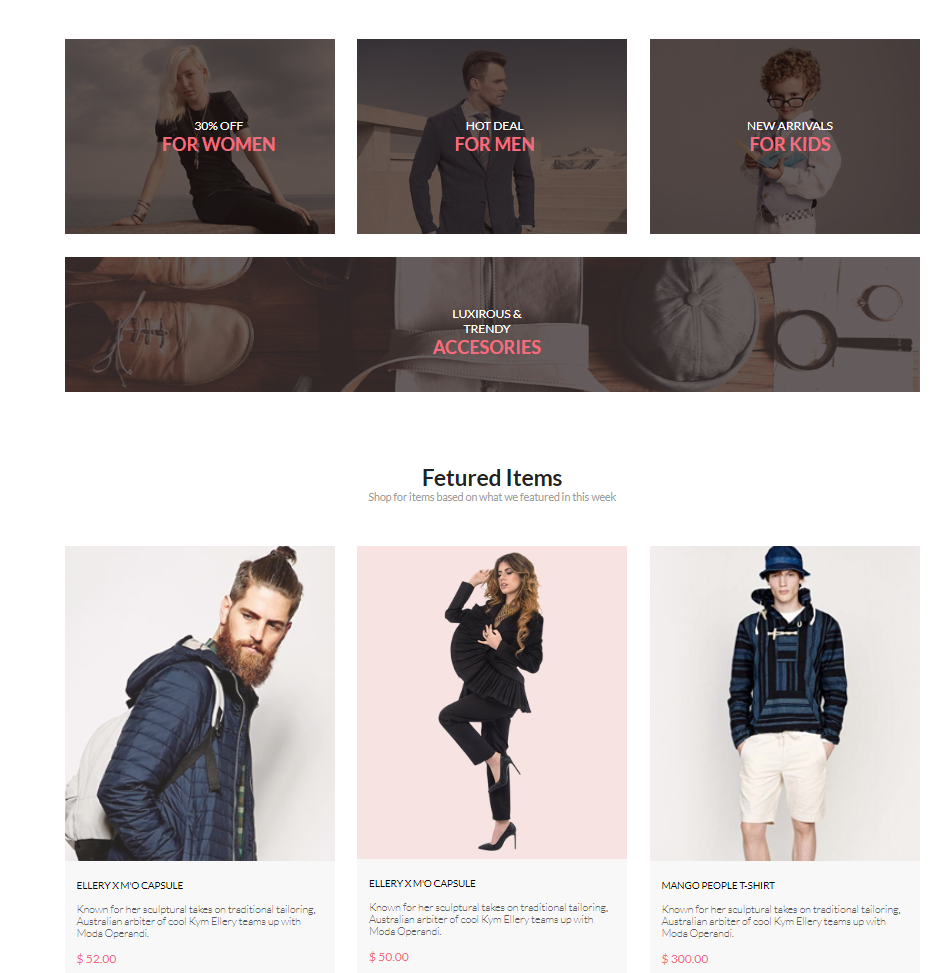 30% OFF
FOR WOMEN
HOT DEAL
FOR MEN
NEW ARRIVALS
FOR KIDS
LUXIROUS &
TRENDY
ACCESORIES
Fetured Items
Shop for items based on what we featured in this week
ELLERY X M'O CAPSULE
Known for her sculptural takes on traditional tailoring,
Australian arbiter of cool Kym Ellery teams up with
Moda Operandi.
$ 52.00
ELLERY X M'O CAPSULE
Known for her sculptural takes on traditional tailoring,
Australian arbiter of cool Kym Ellery teams up with
Moda Operandi.
$ 50.00
MANGO PEOPLE T-SHIRT
Known for her sculptural takes on traditional tailoring,
Australian arbiter of cool Kym Ellery teams up with
Moda Operandi.
$ 300.00